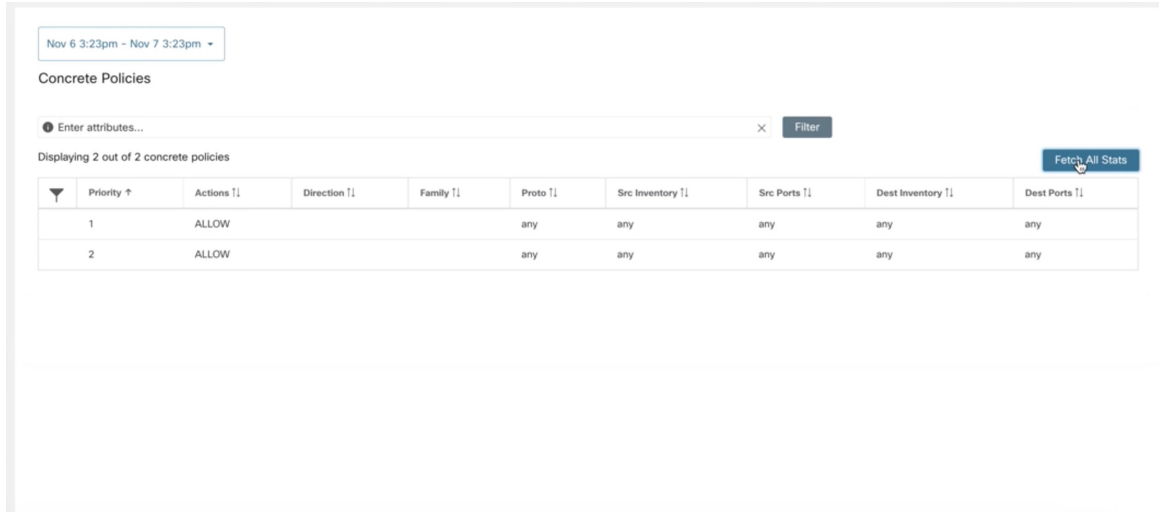 Nov 6 3:23pm - Nov 7 3:23pm
Concrete Policies
Enter attributes... Filter
Displaying 2 out of 2 concrete policies
Fetch All Stats
Priority ↑ Actions ↑↓ Direction ↑↓ Family ↑↓ Proto ↑↓ Src Inventory ↑↓ Src Ports ↑↓ Dest Inventory ↑↓ Dest Ports ↑↓
1 ALLOW any any any any any
2 ALLOW any any any any any